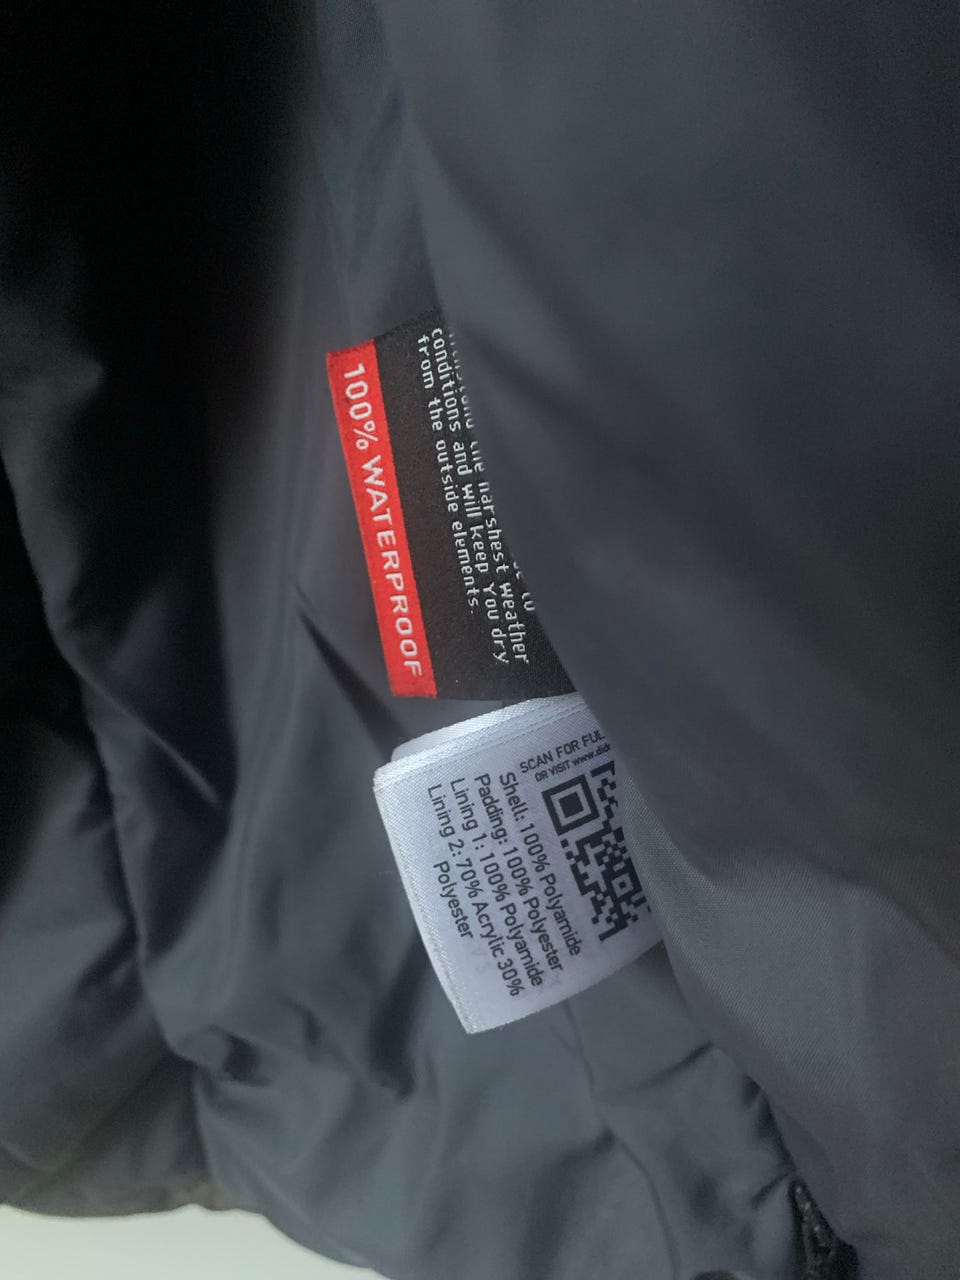 the harshest weather
conditions and will keep You dry
from the outside elements.
100% WATERPROOF
SCAN FOR
OR VISIT
Shell: 100% Polyamide
Padding: 100% Polyester
Lining 1: 100% Polyamide
Lining 2: 70% Acrylic 30%
Polyester